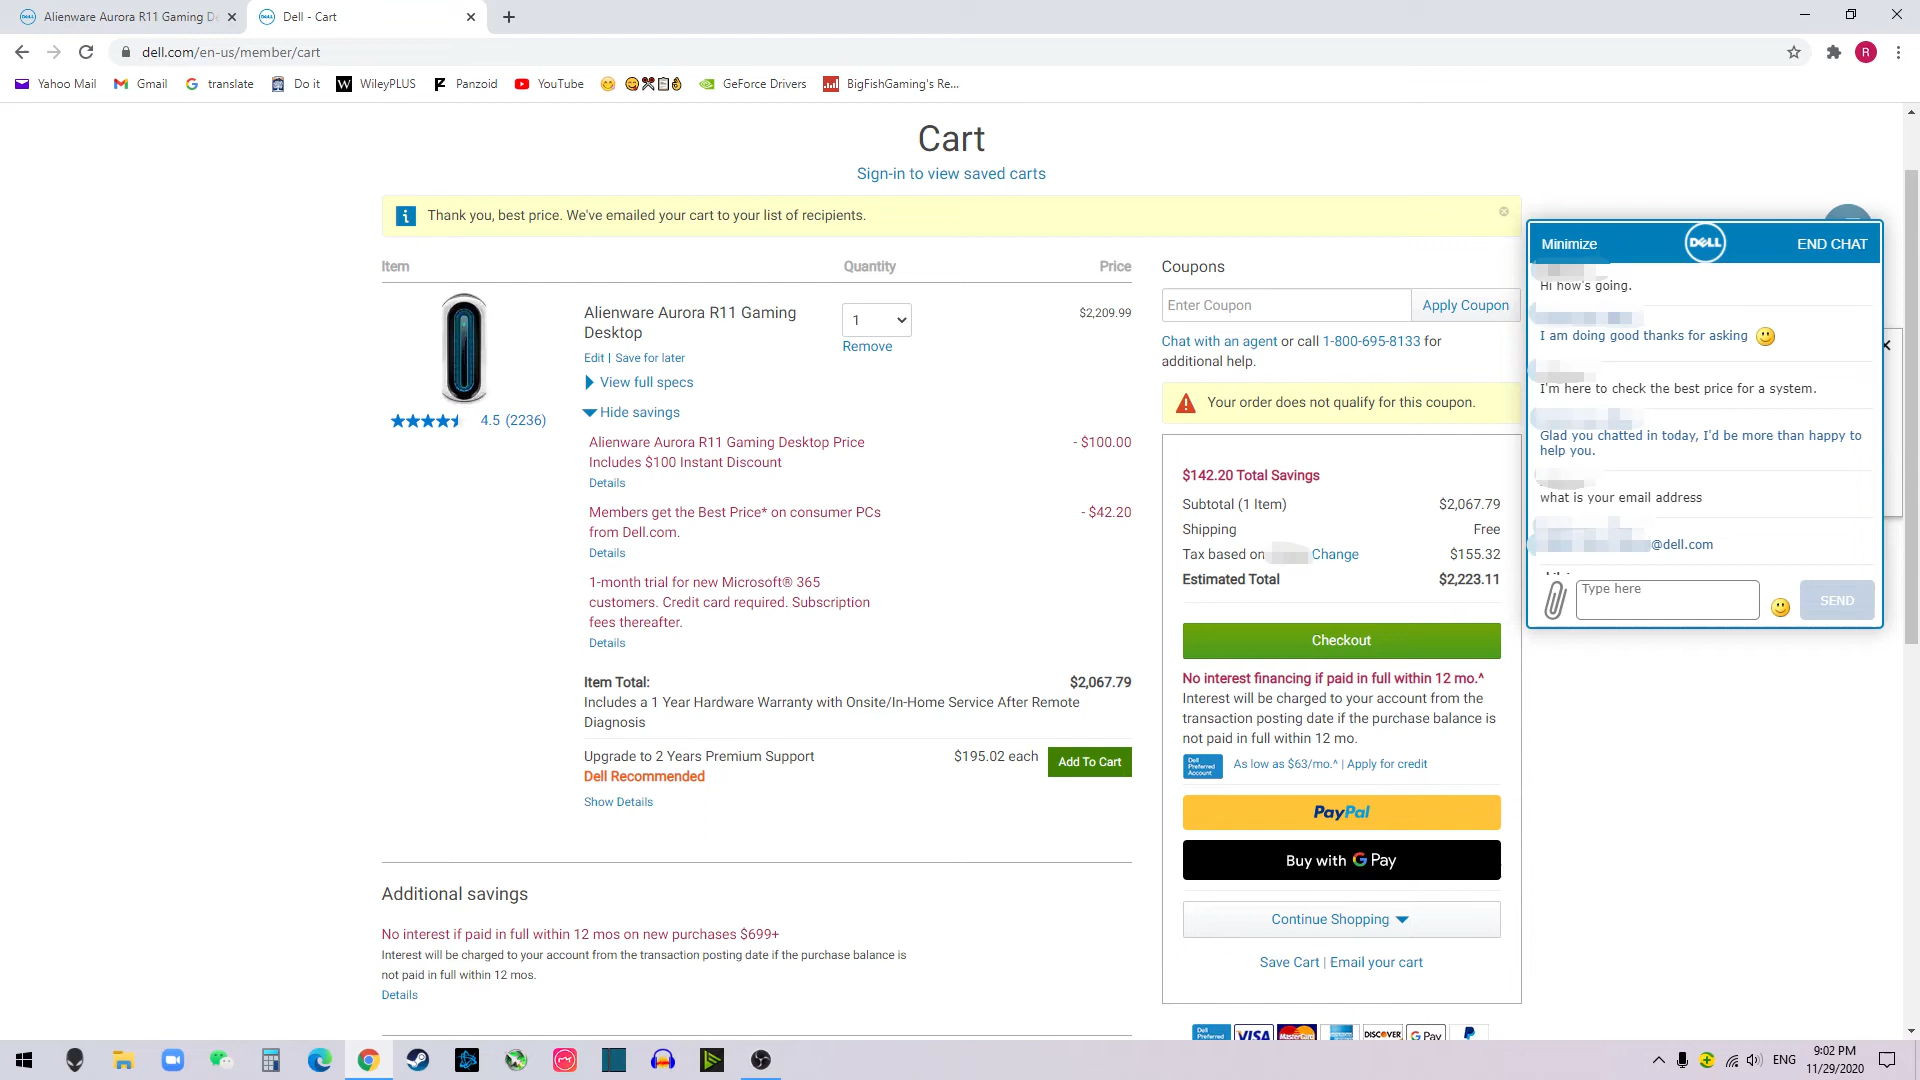 Alienware Aurora R11 Gaming De
Dell - Cart
dell.com/en-us/member/cart
R
Yahoo Mail
Gmail
translate
Do it
WileyPLUS
Panzoid
YouTube
GeForce Drivers
BigFishGaming's Re...
Cart
Sign-in to view saved carts
Thank you, best price. We've emailed your cart to your list of recipients.
Item
Quantity
Price
Alienware Aurora R11 Gaming
Desktop
1
$2,209.99
Remove
Edit | Save for later
View full specs
4.5 (2236)
Hide savings
Alienware Aurora R11 Gaming Desktop Price
Includes $100 Instant Discount
- $100.00
Details
Members get the Best Price* on consumer PCs
from Dell.com.
- $42.20
Details
1-month trial for new Microsoft® 365
customers. Credit card required. Subscription
fees thereafter.
Details
Item Total:
$2,067.79
Includes a 1 Year Hardware Warranty with Onsite/In-Home Service After Remote
Diagnosis
Upgrade to 2 Years Premium Support
$195.02 each
Add To Cart
Dell Recommended
Show Details
Additional savings
No interest if paid in full within 12 mos on new purchases $699+
Interest will be charged to your account from the transaction posting date if the purchase balance is
not paid in full within 12 mos.
Details
Coupons
Enter Coupon
Apply Coupon
Chat with an agent or call 1-800-695-8133 for
additional help.
Your order does not qualify for this coupon.
$142.20 Total Savings
Subtotal (1 Item)
$2,067.79
Shipping
Free
Tax based on
Change
$155.32
Estimated Total
$2,223.11
Checkout
No interest financing if paid in full within 12 mo.^
Interest will be charged to your account from the
transaction posting date if the purchase balance is
not paid in full within 12 mo.
Dell
Preferred
Account
As low as $63/mo.^ | Apply for credit
PayPal
Buy with G Pay
Continue Shopping
Save Cart | Email your cart
Dell
Preferred
VISA
MasterCard
DISCOVER
G Pay
Minimize
DELL
END CHAT
Hi how's going.
I am doing good thanks for asking
I'm here to check the best price for a system.
Glad you chatted in today, I'd be more than happy to
help you.
what is your email address
@dell.com
Type here
SEND
ENG
9:02 PM
11/29/2020